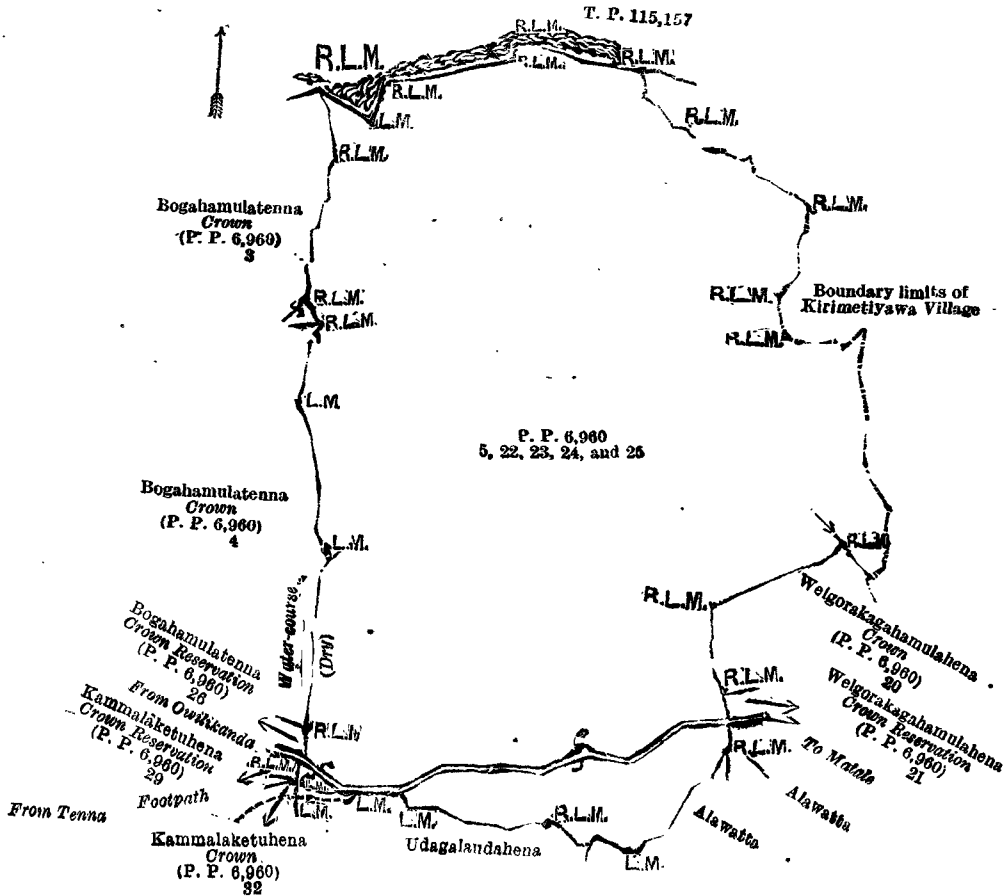 T. P. 115,157
R.L.M.
R.L.M.
R.L.M.
R.L.M.
R.L.M.
L.M.
R.L.M.
R.L.M.
Bogahamulatenna
Crown
(P. P. 6,960)
3
R.L.M.
R.L.M.
R.L.M.
Boundary limits of
Kirimetiyawa Village
R.L.M.
R.L.M.
L.M.
P. P. 6,960
5, 22, 23, 24, and 25
Bogahamulatenna
Crown
(P. P. 6,960)
4
L.M.
R.L.M.
Water-course
(Dry)
R.L.M.
Welgorakagahamulahena
Crown
(P. P. 6,960)
20
Bogahamulatenna
Crown Reservation
(P. P. 6,960)
26
R.L.M.
Welgorakagahamulahena
Crown Reservation
(P. P. 6,960)
21
From Owilikanda
R.L.M.
Kammalaketuhena
Crown Reservation
(P. P. 6,960)
29
R.L.M.
R.L.M.
To Matale
Footpath
L.M.
L.M.
L.M.
L.M.
From Tenna
R.L.M.
Alawatta
Alawatta
Kammalaketuhena
Crown
(P. P. 6,960)
32
Udagalaudahena
L.M.